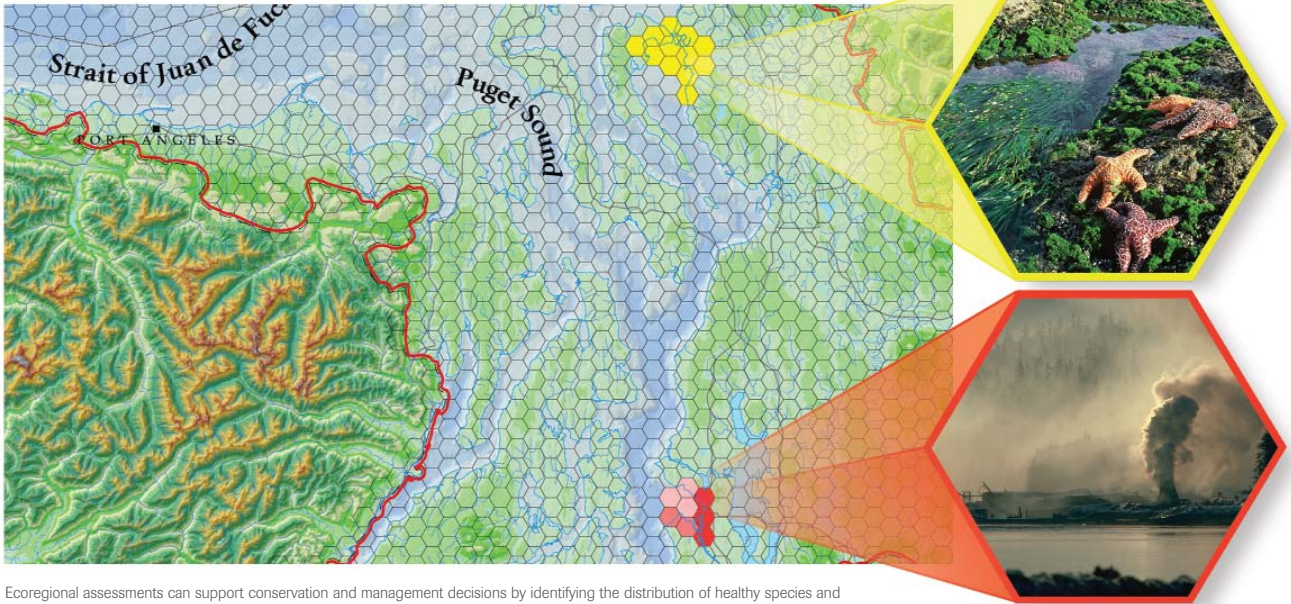 Strait of Juan de Fuca
Puget Sound
PORT ANGELES
Ecoregional assessments can support conservation and management decisions by identifying the distribution of healthy species and